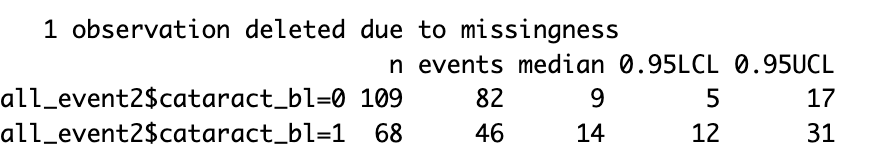 1 observation deleted due to missingness
n events median 0.95LCL 0.95UCL
all_event2$cataract_bl=0 109 82 9 5 17
all_event2$cataract_bl=1 68 46 14 12 31